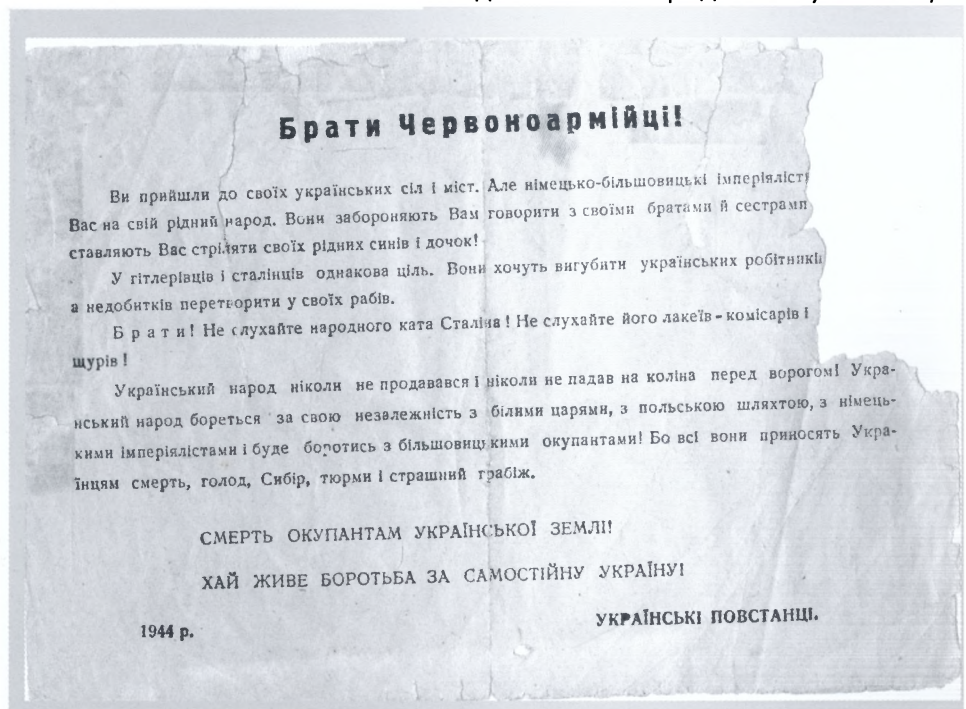 Брати Червоноармійці!
Ви прийшли до своїх українських сіл і міст. Але німецько-більшовицькі імперіяліст
Вас на свій рідний народ. Вони забороняють Вам говорити з своїми братами й сестрами
ставляють Вас стріляти своїх рідних синів і дочок!
У гітлерівців і сталінців однакова ціль. Вони хочуть вигубити українських робітникі
а недобитків перетворити у своїх рабів.
Брати! Не слухайте народного ката Сталіна! Не слухайте його лакеїв - комісарів і
щурів!
Український народ ніколи не продавався і ніколи не падав на коліна перед ворогом! Укра-
нський народ бореться за свою незалежність з білими царями, з польською шляхтою, з німець-
кими імперіялістами і буде боротись з більшовицькими окупантами! Бо всі вони приносять Укра-
їнцям смерть, голод, Сибір, тюрми і страшний грабіж.
СМЕРТЬ ОКУПАНТАМ УКРАЇНСЬКОЇ ЗЕМЛІ!
ХАЙ ЖИВЕ БОРОТЬБА ЗА САМОСТІЙНУ УКРАЇНУ!
1944 р.
УКРАЇНСЬКІ ПОВСТАНЦІ.